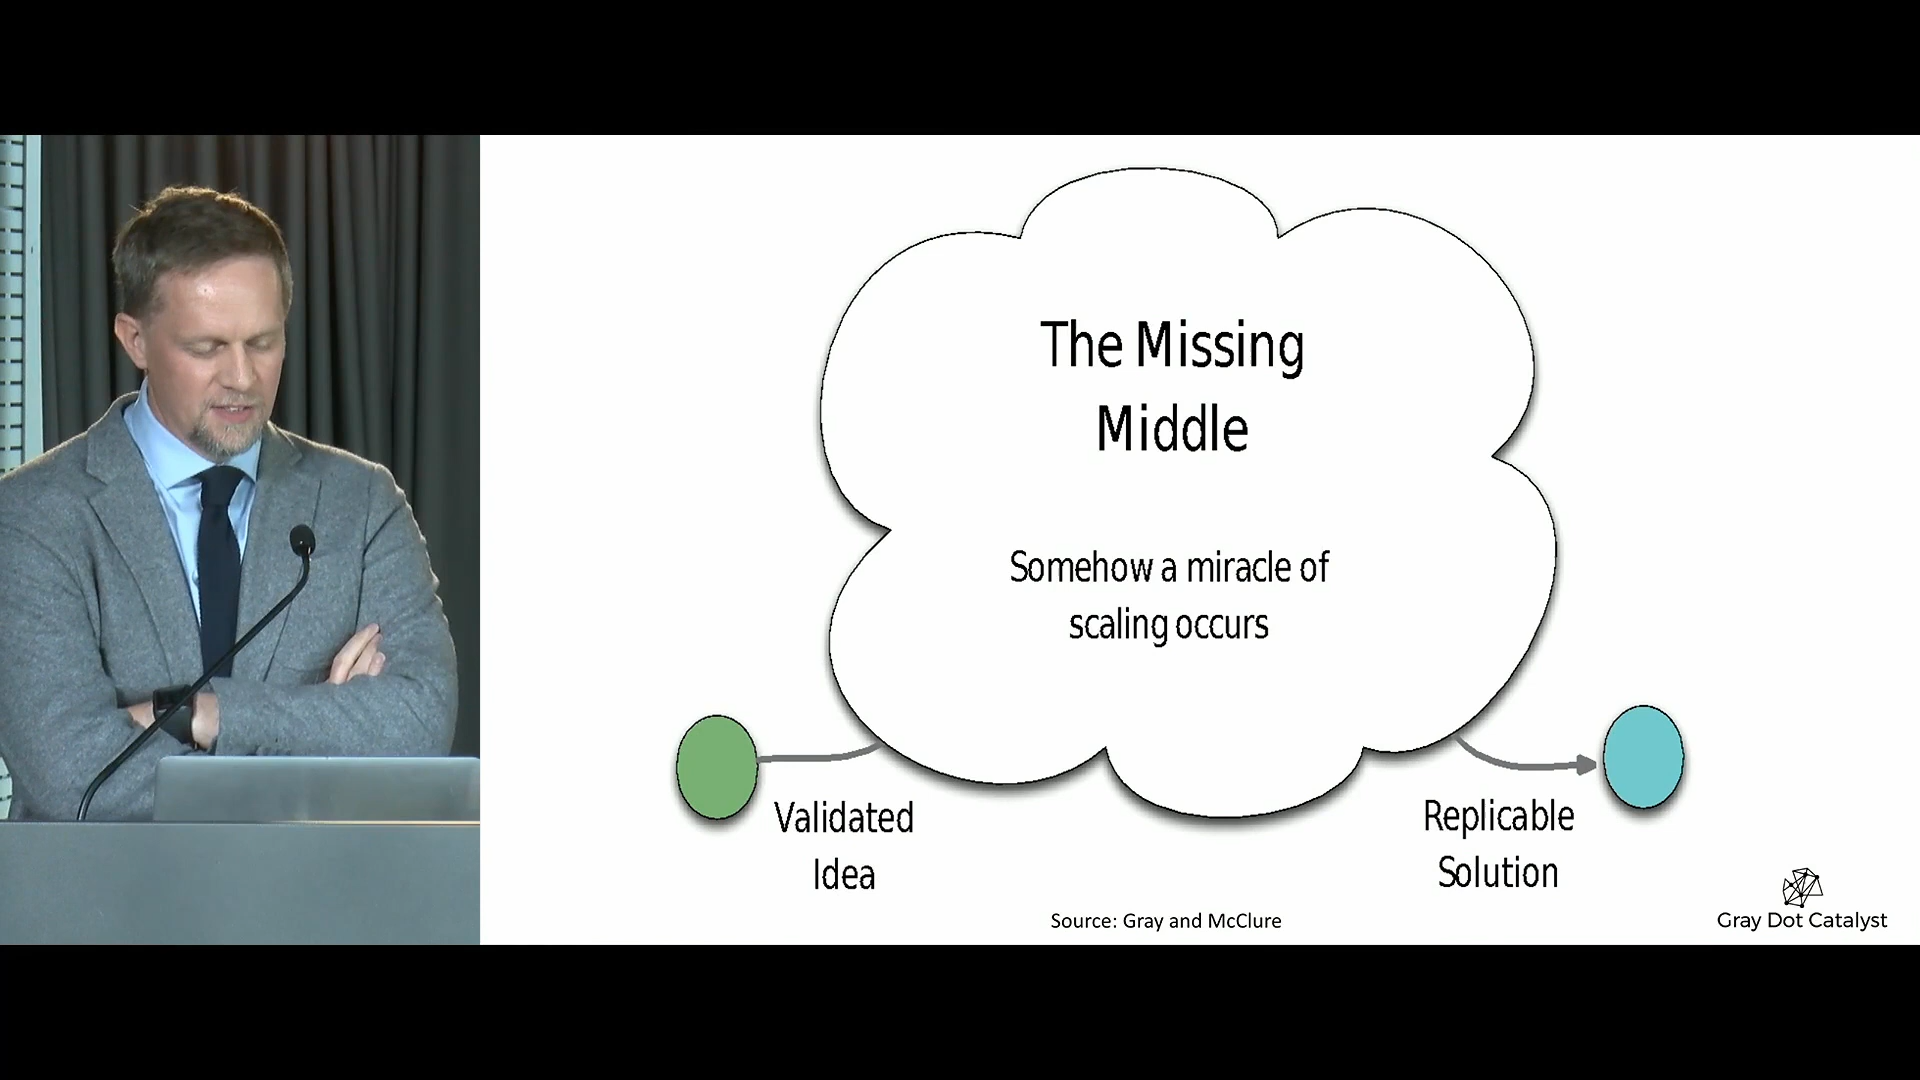 The Missing
Middle
Somehow a miracle of
scaling occurs
Validated
Idea
Replicable
Solution
Source: Gray and McClure
Gray Dot Catalyst